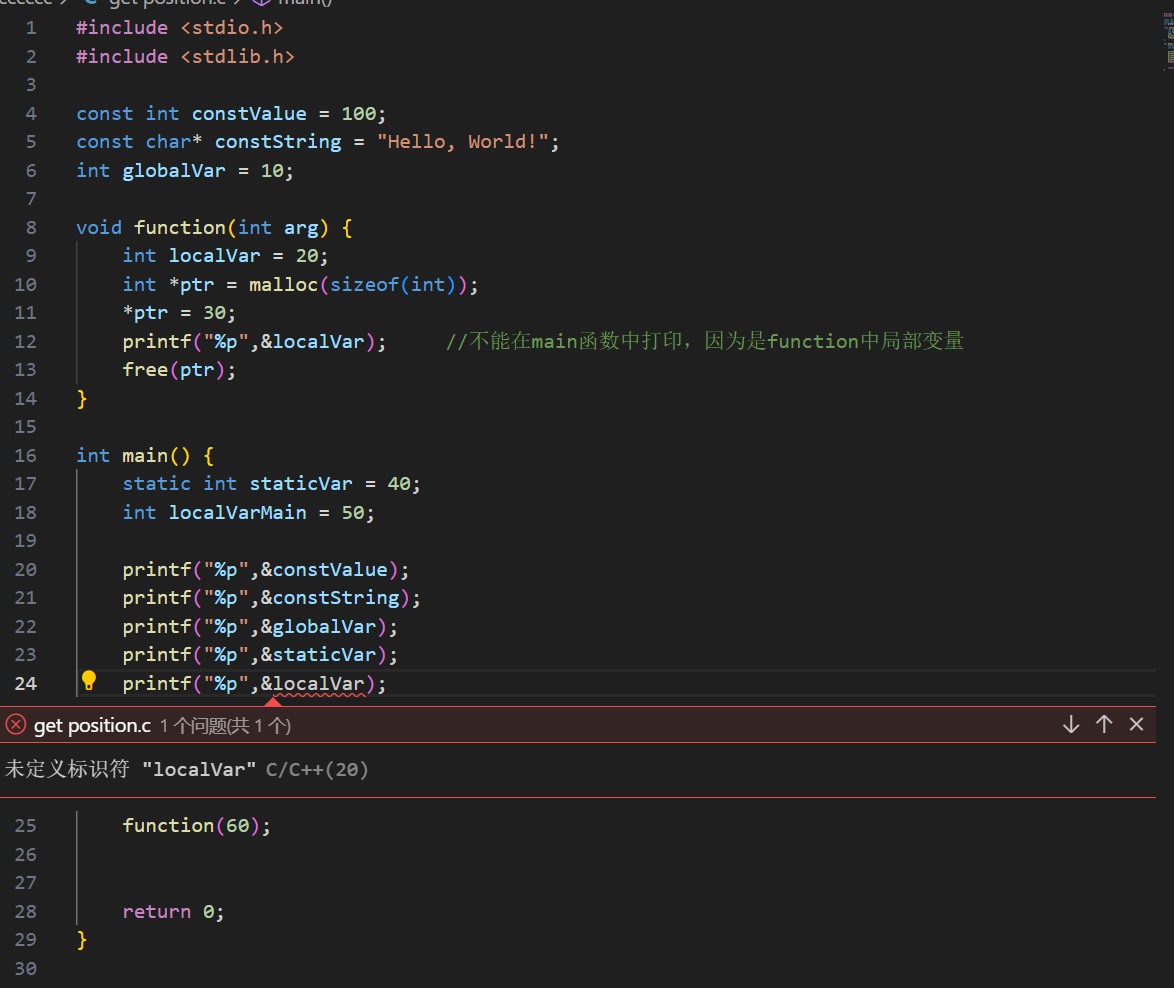 get position.c > main()
1 #include <stdio.h>
2 #include <stdlib.h>
3
4 const int constValue = 100;
5 const char* constString = "Hello, World!";
6 int globalVar = 10;
7
8 void function(int arg) {
9     int localVar = 20;
10     int *ptr = malloc(sizeof(int));
11     *ptr = 30;
12     printf("%p",&localVar);     //不能在main函数中打印，因为是function中局部变量
13     free(ptr);
14 }
15
16 int main() {
17     static int staticVar = 40;
18     int localVarMain = 50;
19
20     printf("%p",&constValue);
21     printf("%p",&constString);
22     printf("%p",&globalVar);
23     printf("%p",&staticVar);
24     printf("%p",&localVar);
get position.c 1 个问题(共 1 个)
未定义标识符 "localVar" C/C++(20)
25     function(60);
26
27
28     return 0;
29 }
30